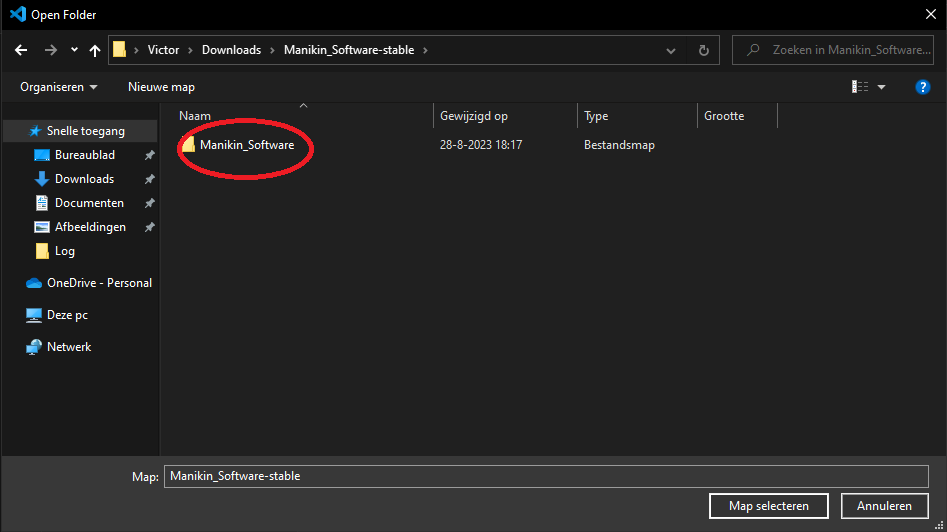 Open Folder
Victor > Downloads > Manikin_Software-stable >
Zoeken in Manikin_Software...
Organiseren
Nieuwe map
?
Naam
Gewijzigd op
Type
Grootte
Snelle toegang
Manikin_Software
28-8-2023 18:17
Bestandsmap
Bureaublad
Downloads
Documenten
Afbeeldingen
Log
OneDrive - Personal
Deze pc
Netwerk
Map: Manikin_Software-stable
Map selecteren
Annuleren